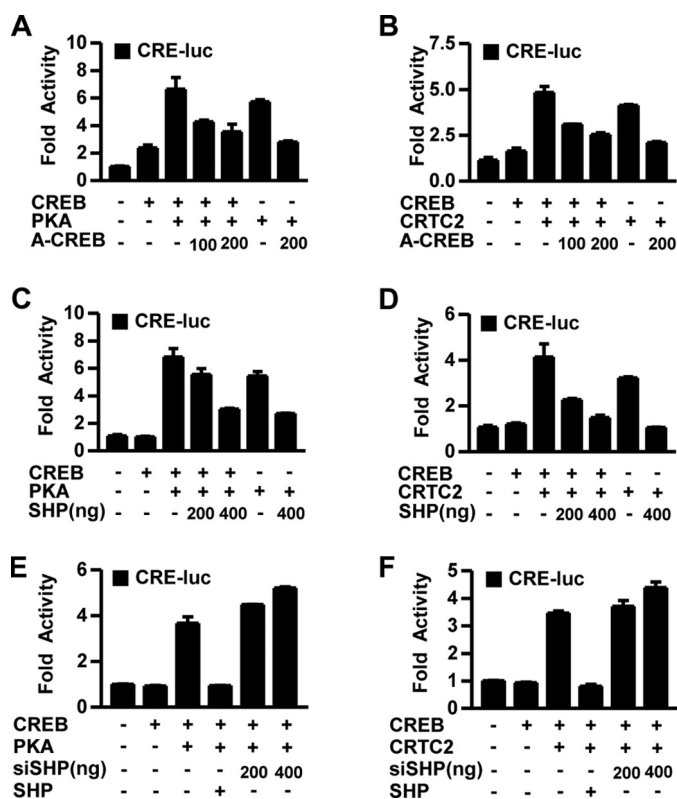 A
CRE-luc
Fold Activity
10
8
6
4
2
0
CREB - + + + + - -
PKA - - + + + + +
A-CREB - - - 100 200 - 200
B
CRE-luc
Fold Activity
7.5
5.0
2.5
0.0
CREB - + + + + - -
CRTC2 - - + + + + +
A-CREB - - - 100 200 - 200
C
CRE-luc
Fold Activity
10
8
6
4
2
0
CREB - + + + + - -
PKA - - + + + + +
SHP(ng) - - - 200 400 - 400
D
CRE-luc
Fold Activity
6
4
2
0
CREB - + + + + - -
CRTC2 - - + + + + +
SHP(ng) - - - 200 400 - 400
E
CRE-luc
Fold Activity
6
4
2
0
CREB - + + + + +
PKA - - + + + +
siSHP(ng) - - - - 200 400
SHP - - - + - -
F
CRE-luc
Fold Activity
5
4
3
2
1
0
CREB - + + + + +
CRTC2 - - + + + +
siSHP(ng) - - - - 200 400
SHP - - - + - -